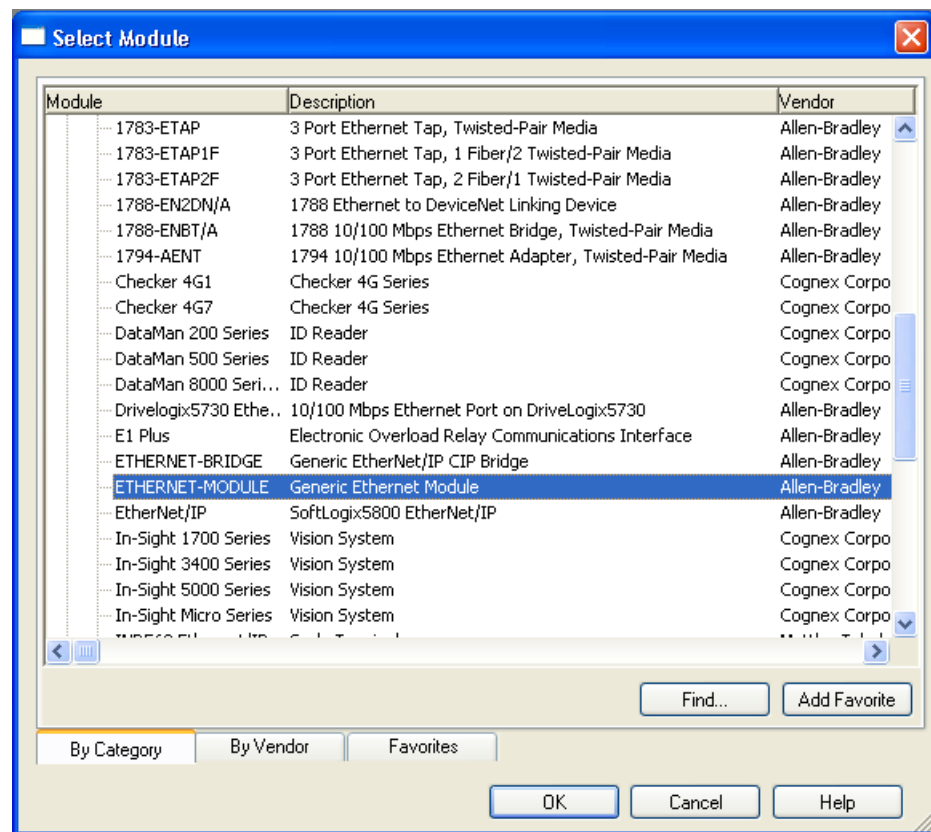 Select Module
Module Description Vendor
1783-ETAP 3 Port Ethernet Tap, Twisted-Pair Media Allen-Bradley
1783-ETAP1F 3 Port Ethernet Tap, 1 Fiber/2 Twisted-Pair Media Allen-Bradley
1783-ETAP2F 3 Port Ethernet Tap, 2 Fiber/1 Twisted-Pair Media Allen-Bradley
1788-EN2DN/A 1788 Ethernet to DeviceNet Linking Device Allen-Bradley
1788-ENBT/A 1788 10/100 Mbps Ethernet Bridge, Twisted-Pair Media Allen-Bradley
1794-AENT 1794 10/100 Mbps Ethernet Adapter, Twisted-Pair Media Allen-Bradley
Checker 4G1 Checker 4G Series Cognex Corpo
Checker 4G7 Checker 4G Series Cognex Corpo
DataMan 200 Series ID Reader Cognex Corpo
DataMan 500 Series ID Reader Cognex Corpo
DataMan 8000 Seri... ID Reader Cognex Corpo
Drivelogix5730 Ethe.. 10/100 Mbps Ethernet Port on DriveLogix5730 Allen-Bradley
E1 Plus Electronic Overload Relay Communications Interface Allen-Bradley
ETHERNET-BRIDGE Generic EtherNet/IP CIP Bridge Allen-Bradley
ETHERNET-MODULE Generic Ethernet Module Allen-Bradley
EtherNet/IP SoftLogix5800 EtherNet/IP Allen-Bradley
In-Sight 1700 Series Vision System Cognex Corpo
In-Sight 3400 Series Vision System Cognex Corpo
In-Sight 5000 Series Vision System Cognex Corpo
In-Sight Micro Series Vision System Cognex Corpo
Find... Add Favorite
By Category By Vendor Favorites
OK Cancel Help